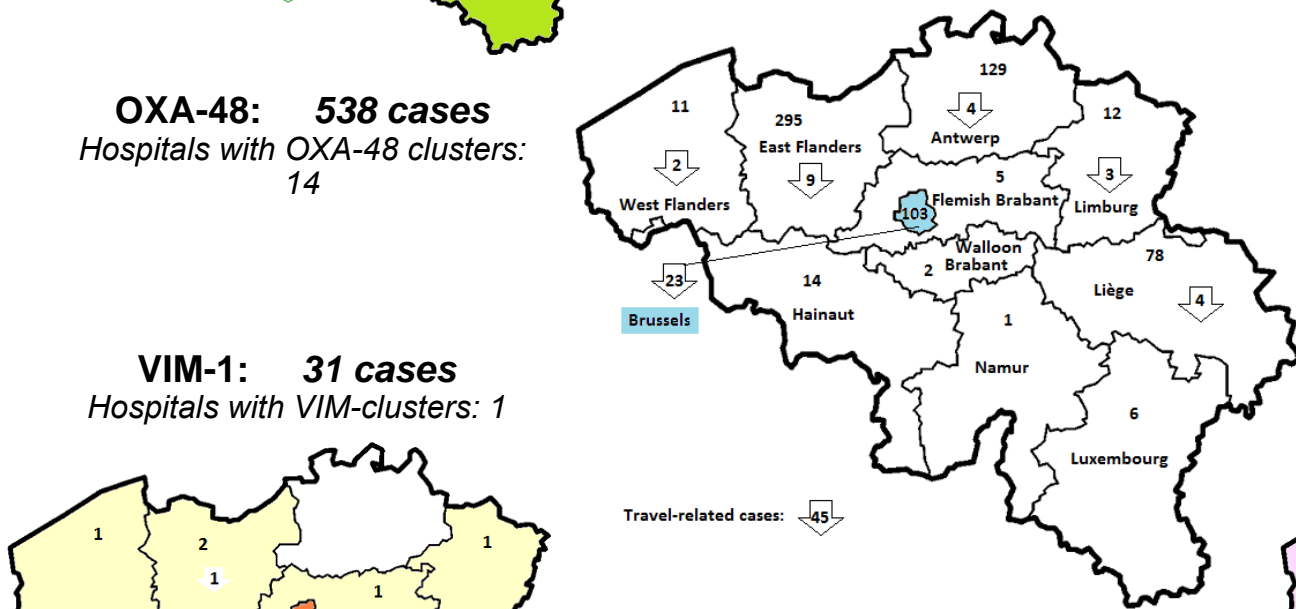 OXA-48: 538 cases
Hospitals with OXA-48 clusters:
14
VIM-1: 31 cases
Hospitals with VIM-clusters: 1
129
4
Antwerp
11
2
West Flanders
295
East Flanders
9
12
3
Limburg
5
Flemish Brabant
103
23
Brussels
Walloon
Brabant
2
78
Liège
4
14
Hainaut
1
Namur
6
Luxembourg
Travel-related cases: 45
1
2
1
1
1